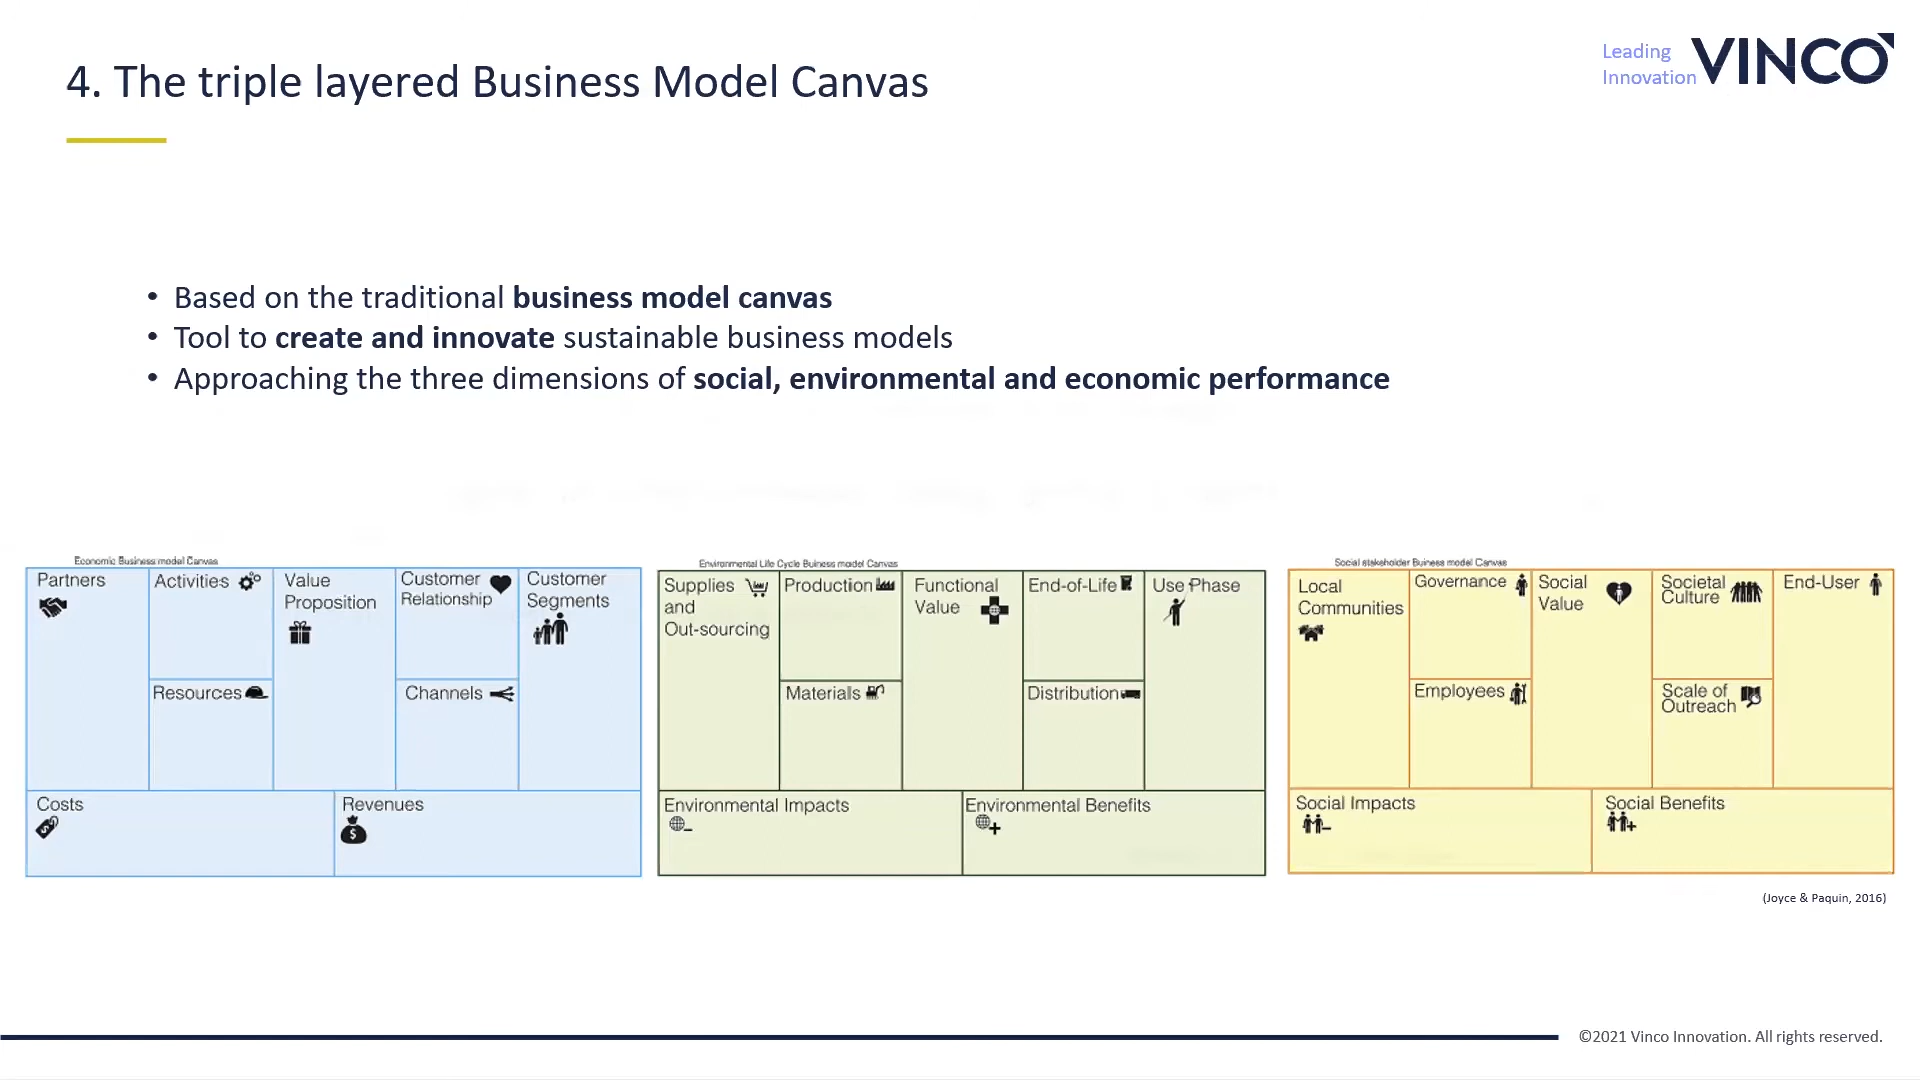 4. The triple layered Business Model Canvas
Leading
Innovation
VINCO
• Based on the traditional business model canvas
• Tool to create and innovate sustainable business models
• Approaching the three dimensions of social, environmental and economic performance
Economic Business model Canvas
Partners
Activities
Value
Proposition
Customer
Relationship
Customer
Segments
Resources
Channels
Costs
Revenues
Environmental Life Cycle Buiness model Canvas
Supplies
and
Out-sourcing
Production
Functional
Value
End-of-Life
Use Phase
Materials
Distribution
Environmental Impacts
Environmental Benefits
Social stakeholder Buiness model Canvas
Local
Communities
Governance
Social
Value
Societal
Culture
End-User
Employees
Scale of
Outreach
Social Impacts
Social Benefits
(Joyce & Paquin, 2016)
©2021 Vinco Innovation. All rights reserved.